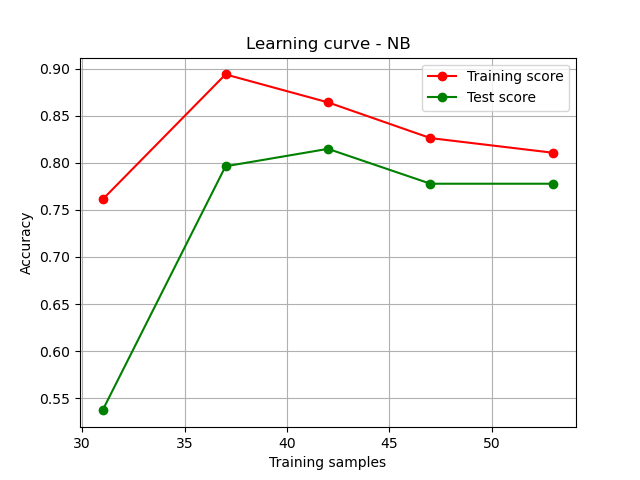 Learning curve - NB
Training score
Test score
0.90
0.85
0.80
0.75
0.70
0.65
0.60
0.55
Accuracy
30
35
40
45
50
Training samples